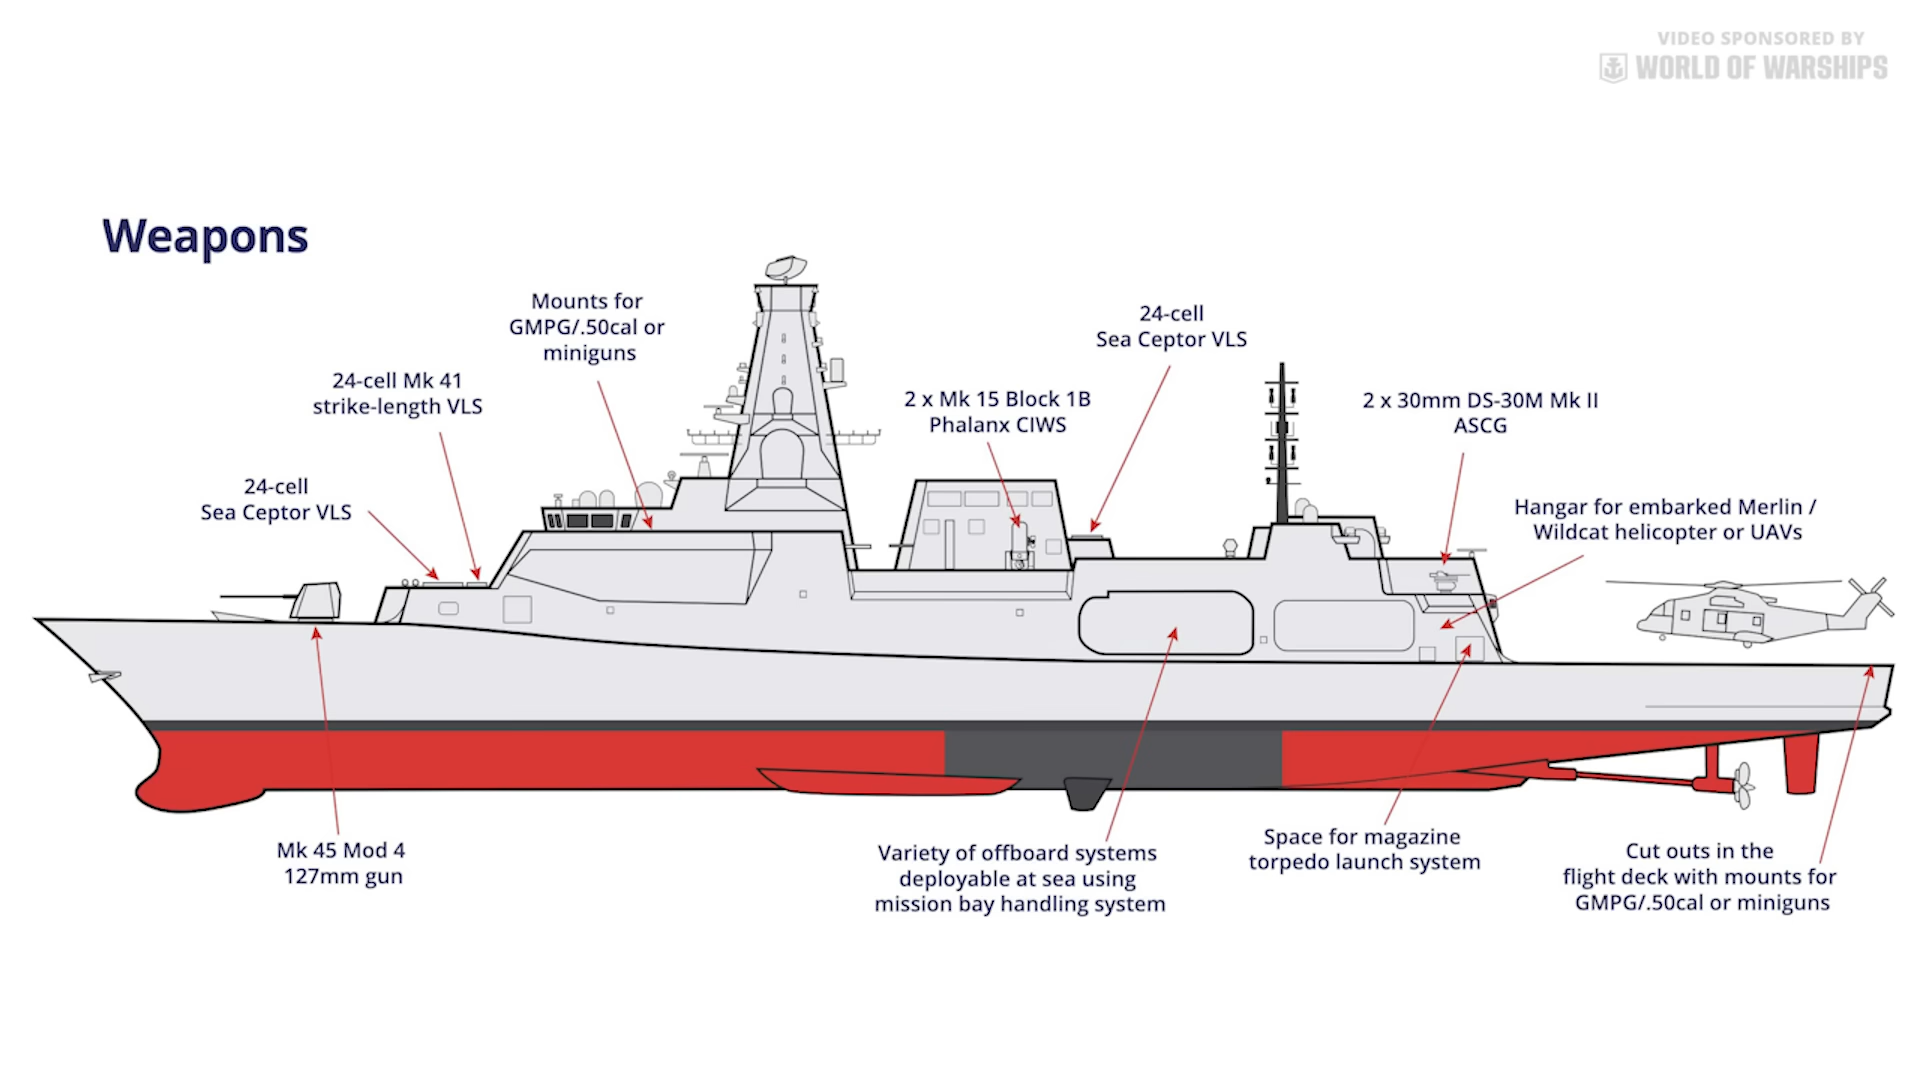 VIDEO SPONSORED BY
WORLD OF WARSHIPS
Weapons
Mounts for
GMPG/.50cal or
miniguns
24-cell
Sea Ceptor VLS
24-cell Mk 41
strike-length VLS
2 x Mk 15 Block 1B
Phalanx CIWS
2 x 30mm DS-30M Mk II
ASCG
24-cell
Sea Ceptor VLS
Hangar for embarked Merlin /
Wildcat helicopter or UAVs
Mk 45 Mod 4
127mm gun
Variety of offboard systems
deployable at sea using
mission bay handling system
Space for magazine
torpedo launch system
Cut outs in the
flight deck with mounts for
GMPG/.50cal or miniguns